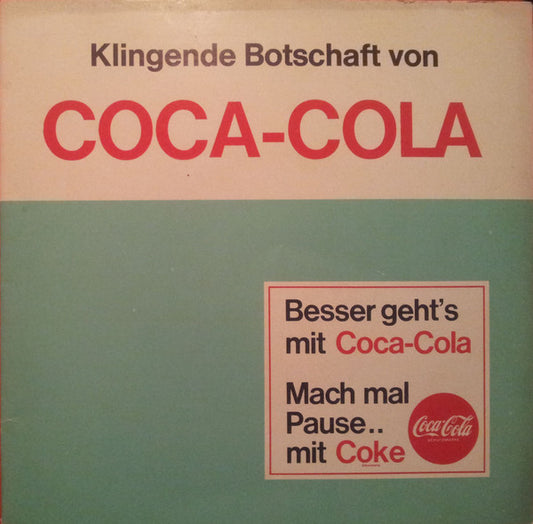 Klingende Botschaft von
COCA-COLA
Besser geht's
mit Coca-Cola
Mach mal
Pause..
mit Coke
Coca-Cola